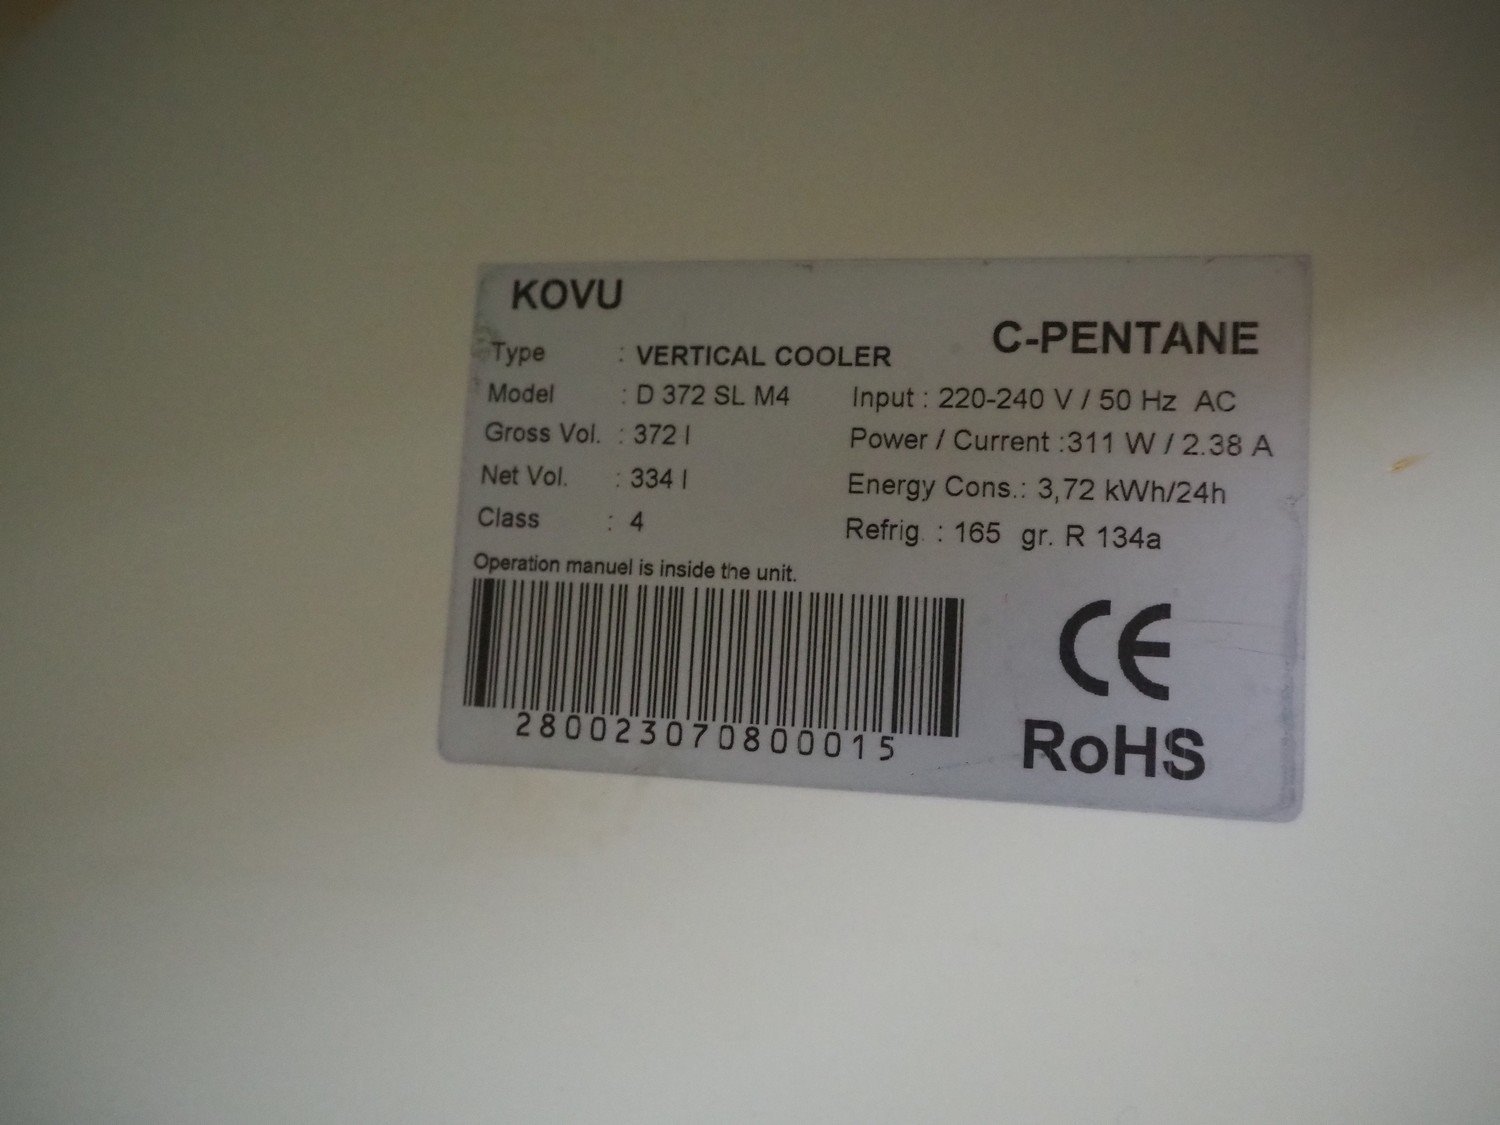 KOVU
C-PENTANE
Type : VERTICAL COOLER
Model : D 372 SL M4
Gross Vol. : 372 l
Net Vol. : 334 l
Class : 4
Input : 220-240 V / 50 Hz AC
Power / Current :311 W / 2.38 A
Energy Cons.: 3,72 kWh/24h
Refrig. : 165 gr. R 134a
Operation manuel is inside the unit.
280023070800015
CE
RoHS